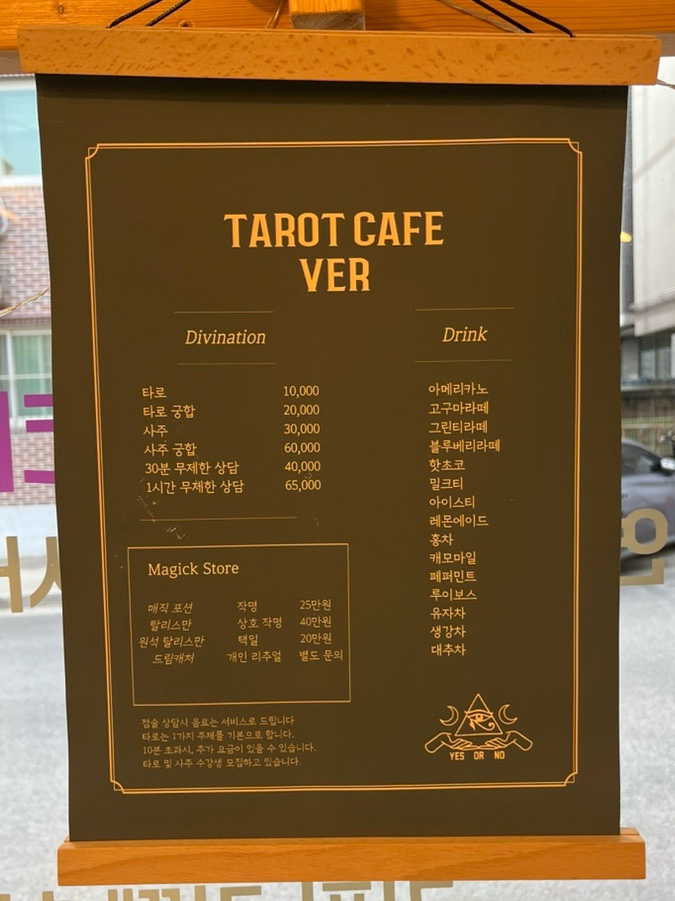 TAROT CAFE
VER
Divination
타로 10,000
타로 궁합 20,000
사주 30,000
사주 궁합 60,000
30분 무제한 상담 40,000
1시간 무제한 상담 65,000
Drink
아메리카노
고구마라떼
그린티라떼
블루베리라떼
핫초코
밀크티
아이스티
레몬에이드
홍차
캐모마일
페퍼민트
루이보스
유자차
생강차
대추차
Magick Store
매직 포션 작명 25만원
탈리스만 상호 작명 40만원
원석 탈리스만 택일 20만원
드림캐처 개인 리추얼 별도 문의
점술 상담시 음료는 서비스로 드립니다
타로는 1가지 주제를 기본으로 합니다.
10분 초과시, 추가 요금이 있을 수 있습니다.
타로 및 사주 수강생 모집하고 있습니다.
YES OR NO